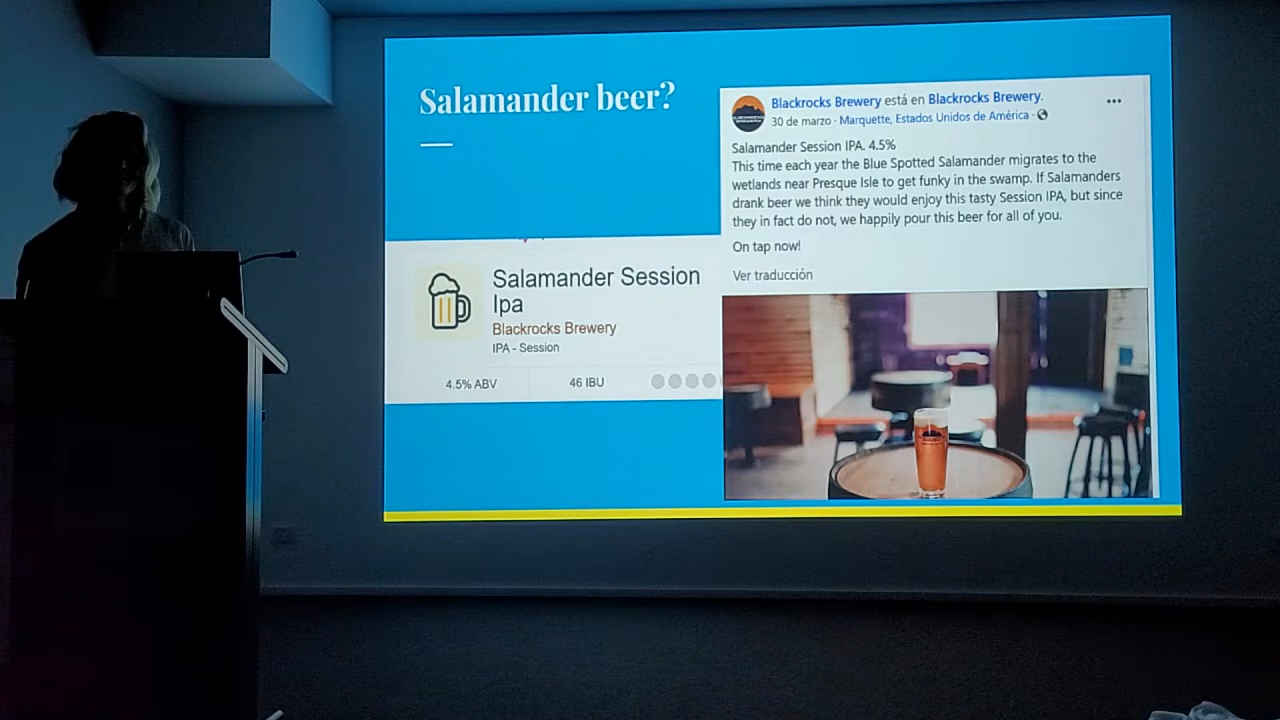 Salamander beer?
Salamander Session
Ipa
Blackrocks Brewery
IPA - Session
4.5% ABV
46 IBU
Blackrocks Brewery está en Blackrocks Brewery.
30 de marzo · Marquette, Estados Unidos de América ·
Salamander Session IPA. 4.5%
This time each year the Blue Spotted Salamander migrates to the
wetlands near Presque Isle to get funky in the swamp. If Salamanders
drank beer we think they would enjoy this tasty Session IPA, but since
they in fact do not, we happily pour this beer for all of you.
On tap now!
Ver traducción